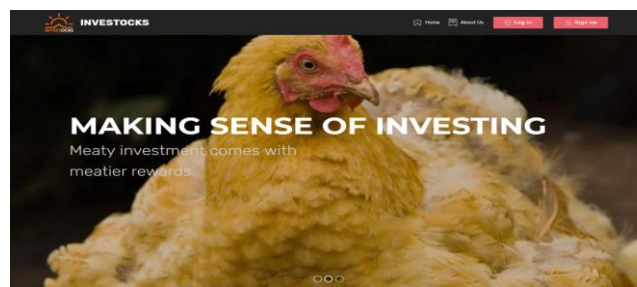 INVESTOCKS
Home
About Us
Log in
Sign up
MAKING SENSE OF INVESTING
Meaty investment comes with
meatier rewards.